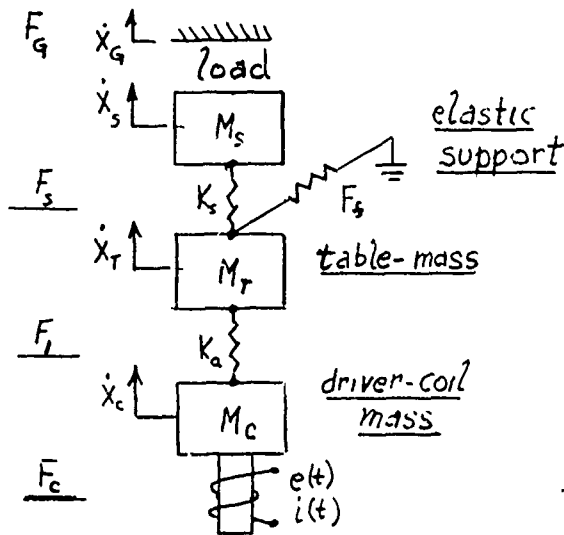 F_G
ẋ_G
load
ẋ_s
M_s
elastic
support
F_s
K_s
F_f
ẋ_T
M_T
table-mass
F_1
K_a
ẋ_c
M_c
driver-coil
mass
F_c
e(t)
i(t)